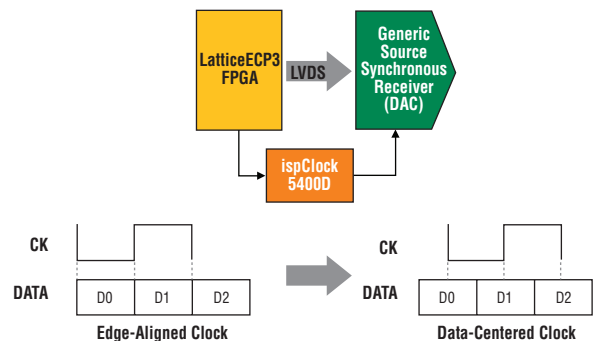 LatticeECP3
FPGA
LVDS
Generic
Source
Synchronous
Receiver
(DAC)
ispClock
5400D
CK
DATA
D0
D1
D2
Edge-Aligned Clock
CK
DATA
D0
D1
D2
Data-Centered Clock